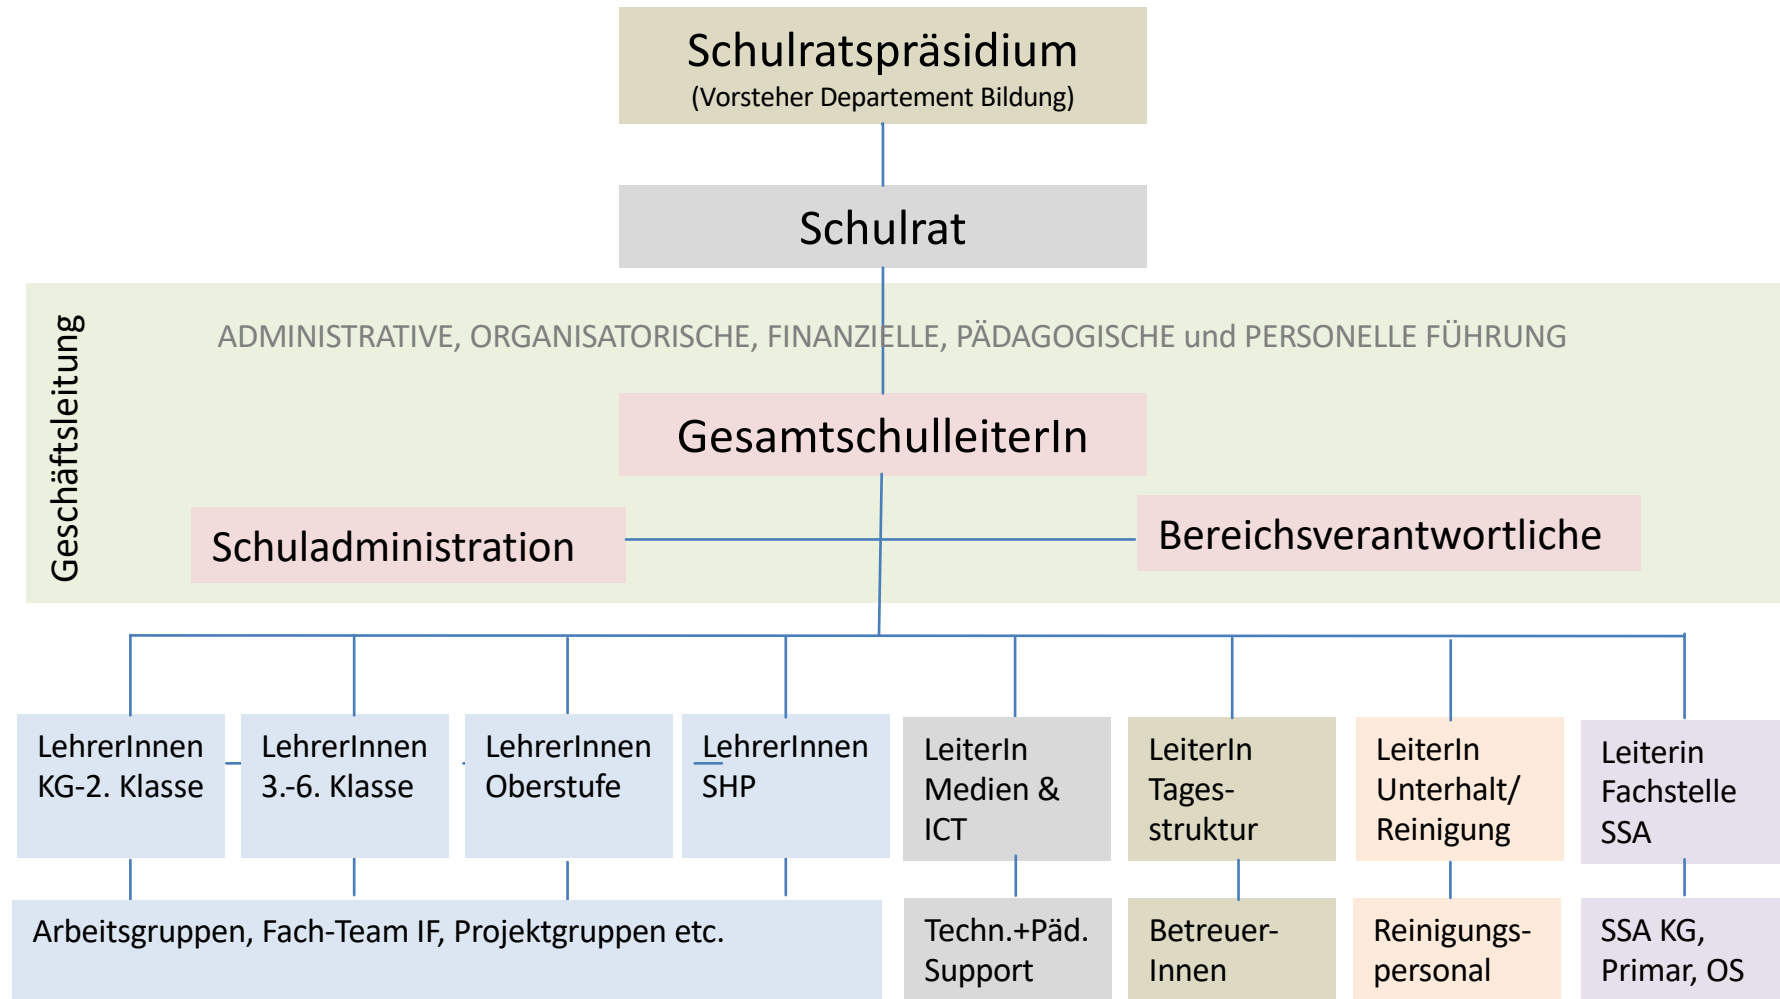 Schulratspräsidium
(Vorsteher Departement Bildung)
Schulrat
Geschäftsleitung
ADMINISTRATIVE, ORGANISATORISCHE, FINANZIELLE, PÄDAGOGISCHE und PERSONELLE FÜHRUNG
GesamtschulleiterIn
Schuladministration
Bereichsverantwortliche
LehrerInnen
KG-2. Klasse
LehrerInnen
3.-6. Klasse
LehrerInnen
Oberstufe
LehrerInnen
SHP
LeiterIn
Medien &
ICT
LeiterIn
Tages-
struktur
LeiterIn
Unterhalt/
Reinigung
Leiterin
Fachstelle
SSA
Arbeitsgruppen, Fach-Team IF, Projektgruppen etc.
Techn.+Päd.
Support
Betreuer-
Innen
Reinigungs-
personal
SSA KG,
Primar, OS